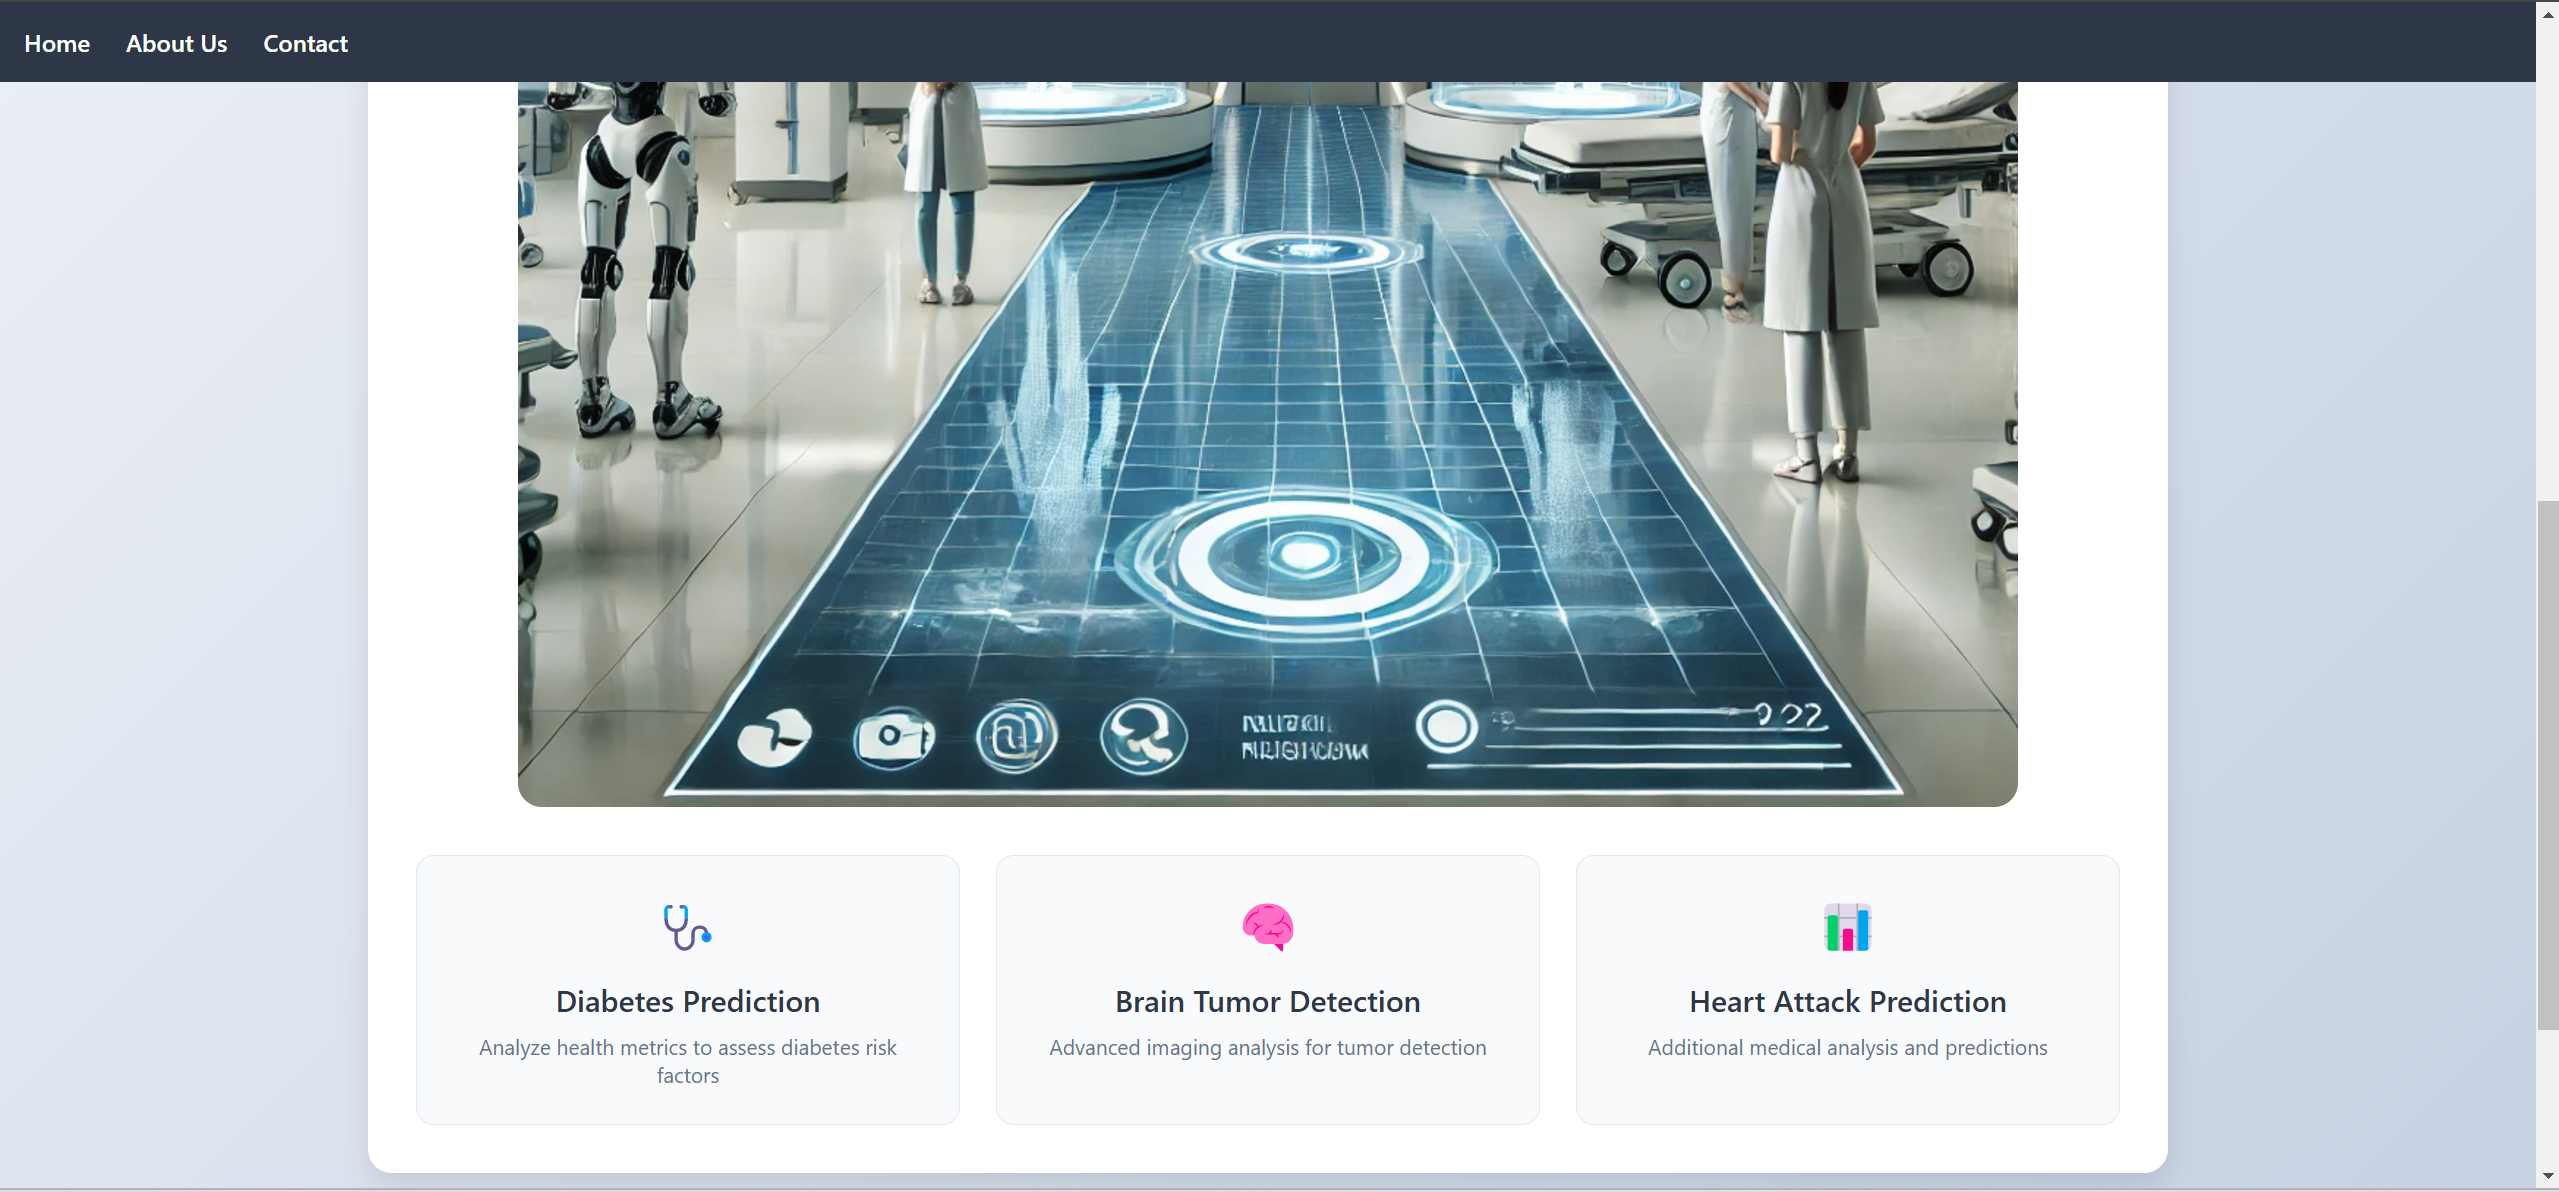 Home
About Us
Contact
Diabetes Prediction
Analyze health metrics to assess diabetes risk
factors
Brain Tumor Detection
Advanced imaging analysis for tumor detection
Heart Attack Prediction
Additional medical analysis and predictions